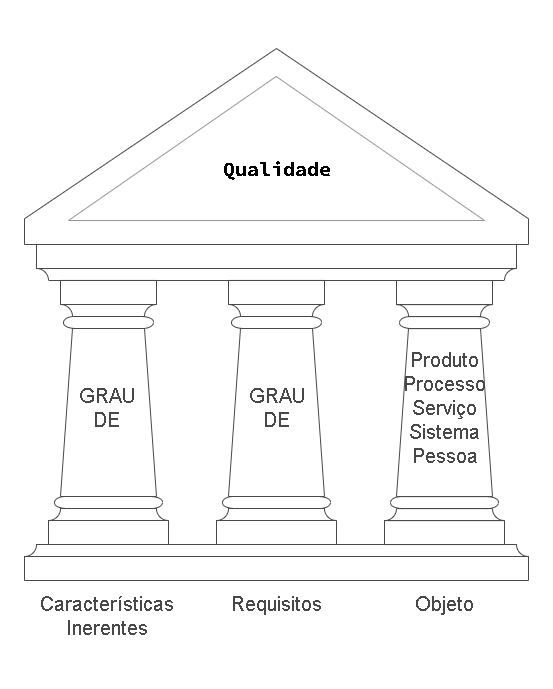 Qualidade
GRAU
DE
GRAU
DE
Produto
Processo
Serviço
Sistema
Pessoa
Características
Inerentes
Requisitos
Objeto